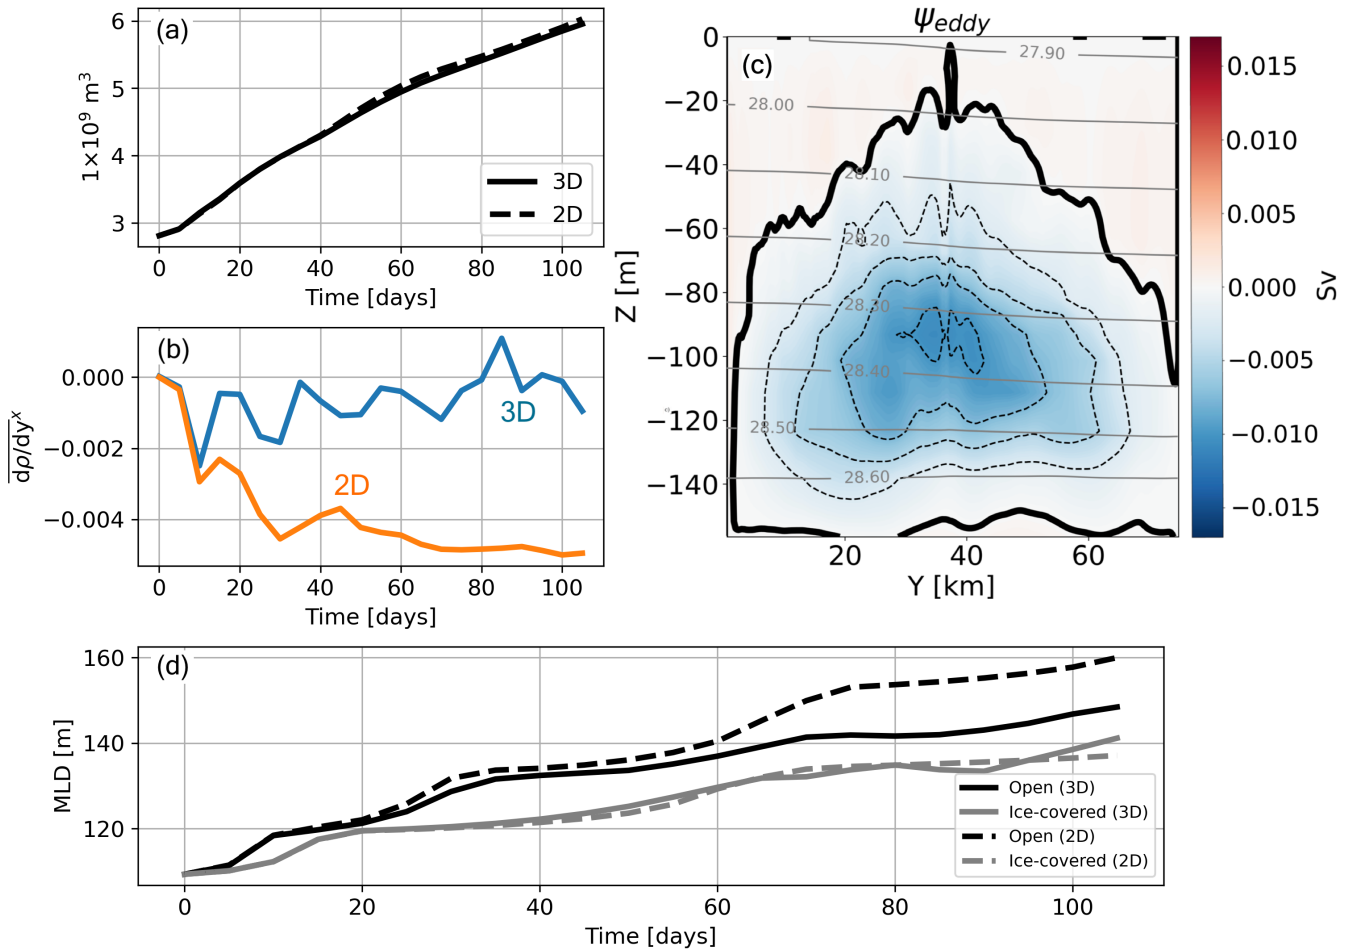 (a)
6
5
4
3
1×10⁹ m³
3D
2D
0 20 40 60 80 100
Time [days]
(b)
0.000
−0.002
−0.004
dρ/dyˣ
3D
2D
0 20 40 60 80 100
Time [days]
ψeddy
(c)
0
−20
−40
−60
−80
−100
−120
−140
Z [m]
27.90
28.00
28.10
28.20
28.30
28.40
28.50
28.60
20 40 60
Y [km]
0.015
0.010
0.005
0.000
−0.005
−0.010
−0.015
Sv
(d)
160
140
120
MLD [m]
Open (3D)
Ice-covered (3D)
Open (2D)
Ice-covered (2D)
0 20 40 60 80 100
Time [days]